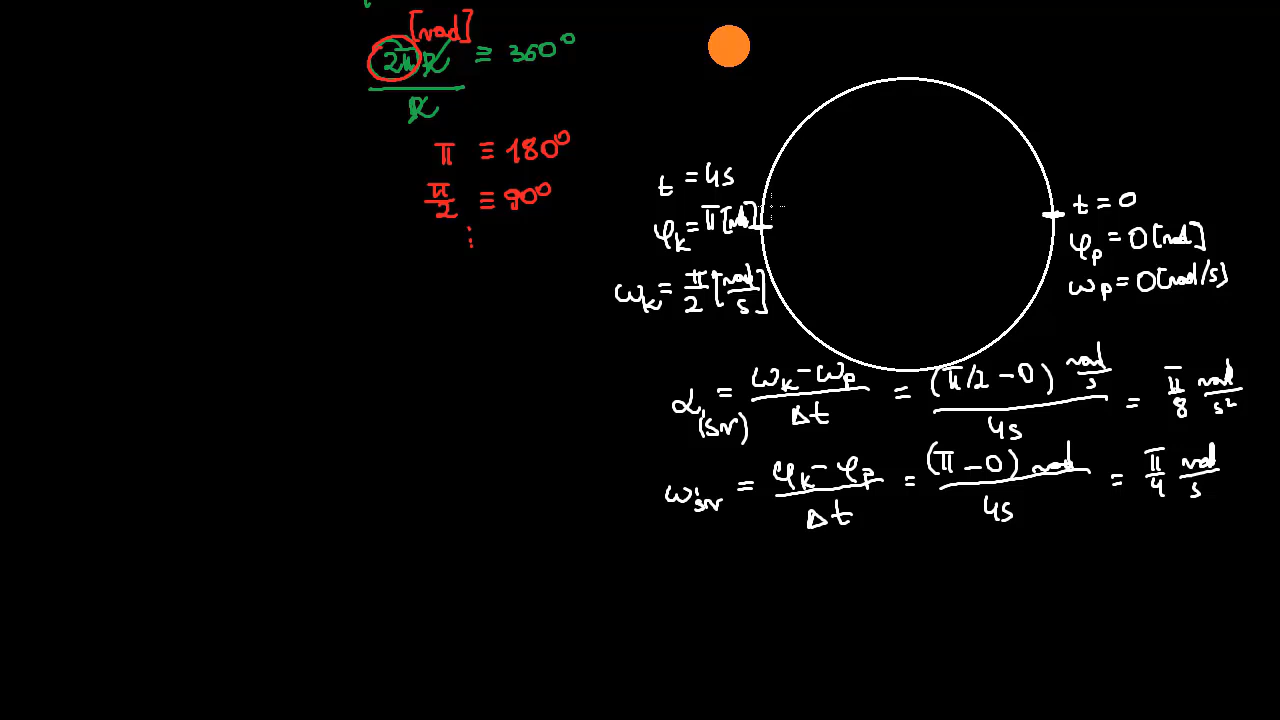 2πR/R [rad] ≡ 360°
π ≡ 180°
π/2 ≡ 90°
⋮
t = 4s
φk = π[rad]
ωk = π/2 [rad/s]
t = 0
φp = 0[rad]
ωp = 0[rad/s]
α(śr) = (ωk − ωp)/Δt = (π/2 − 0) rad/s / 4s = π/8 rad/s²
ωśr = (φk − φp)/Δt = (π − 0) rad / 4s = π/4 rad/s